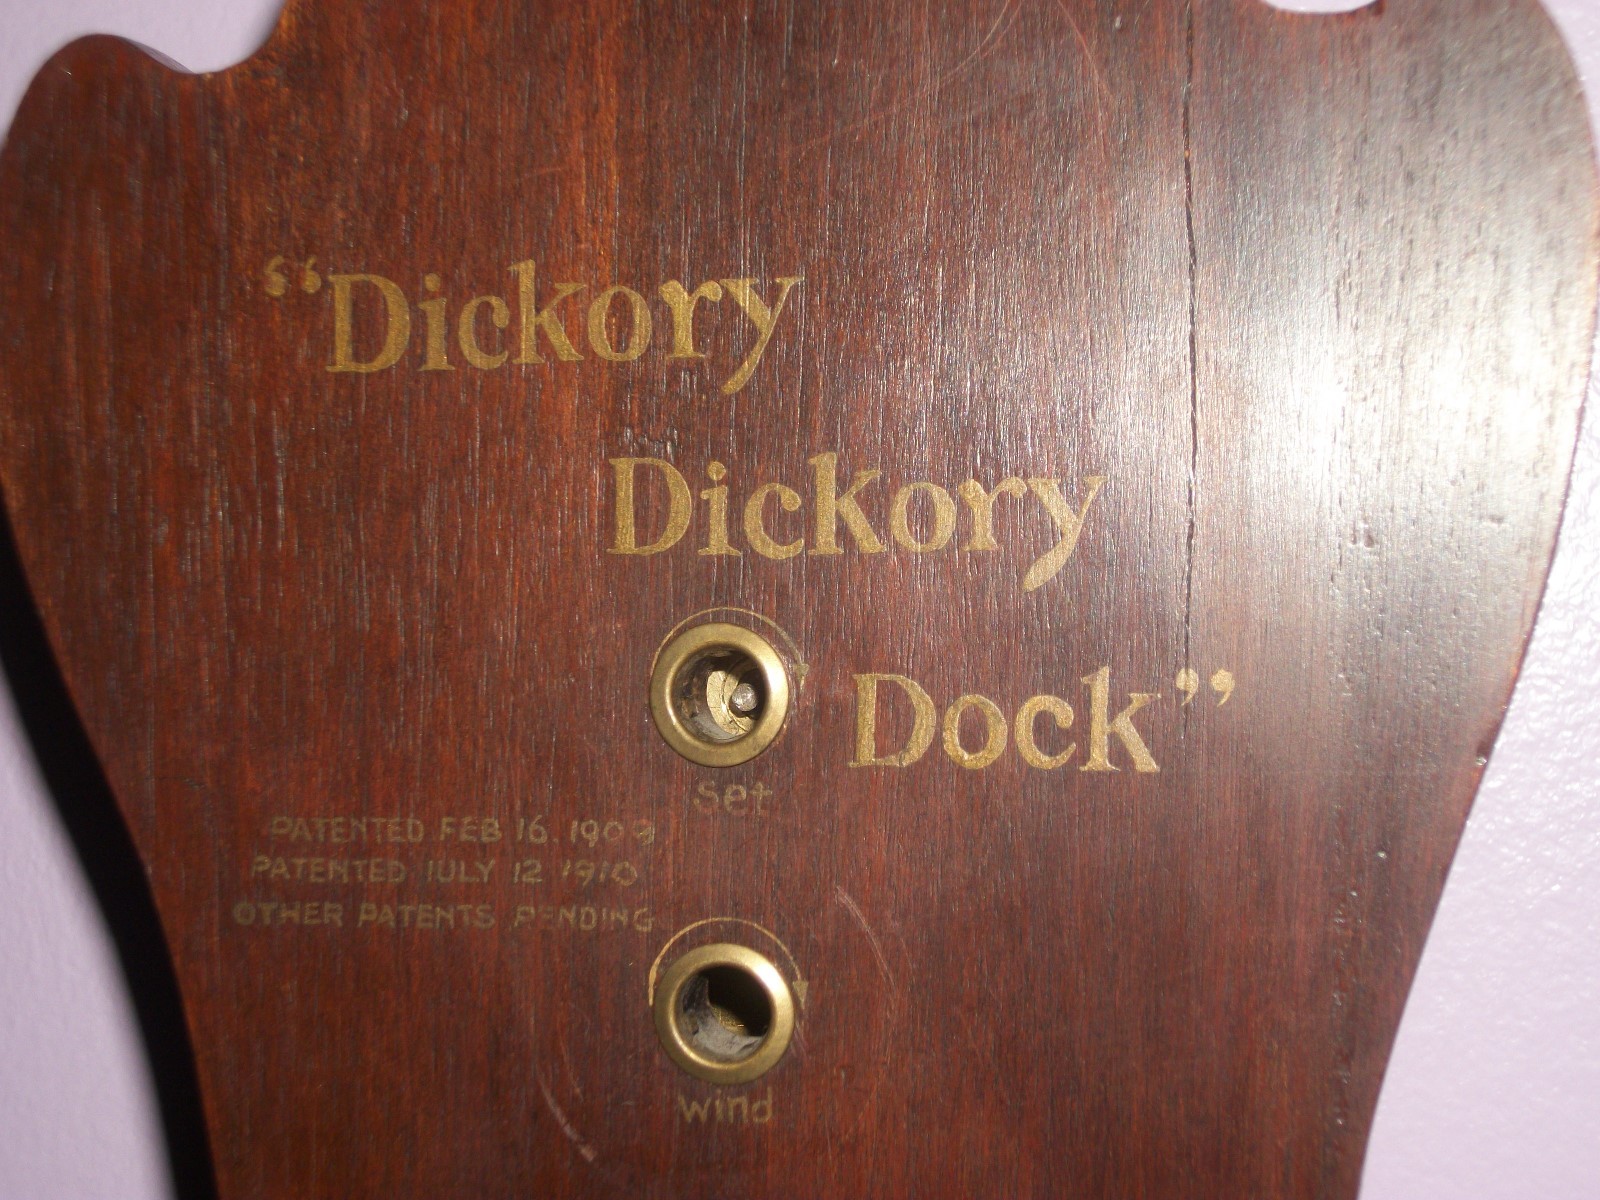 “Dickory
Dickory
Dock”
Set
PATENTED FEB 16. 1909
PATENTED JULY 12 1910
OTHER PATENTS PENDING
wind